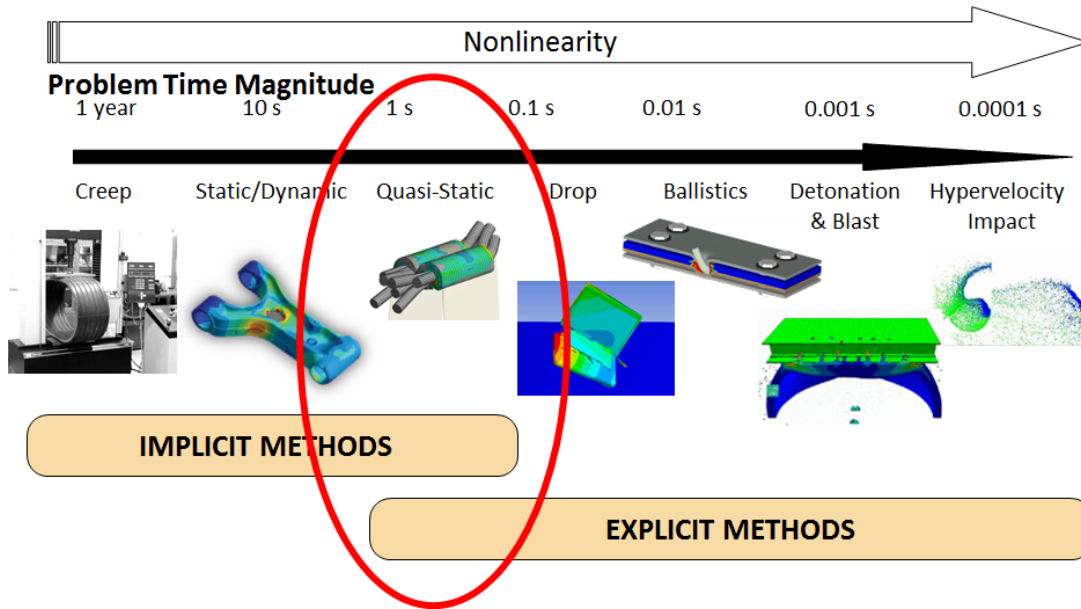 Nonlinearity
Problem Time Magnitude
1 year 10 s 1 s 0.1 s 0.01 s 0.001 s 0.0001 s
Creep Static/Dynamic Quasi-Static Drop Ballistics Detonation Hypervelocity
& Blast Impact
IMPLICIT METHODS
EXPLICIT METHODS